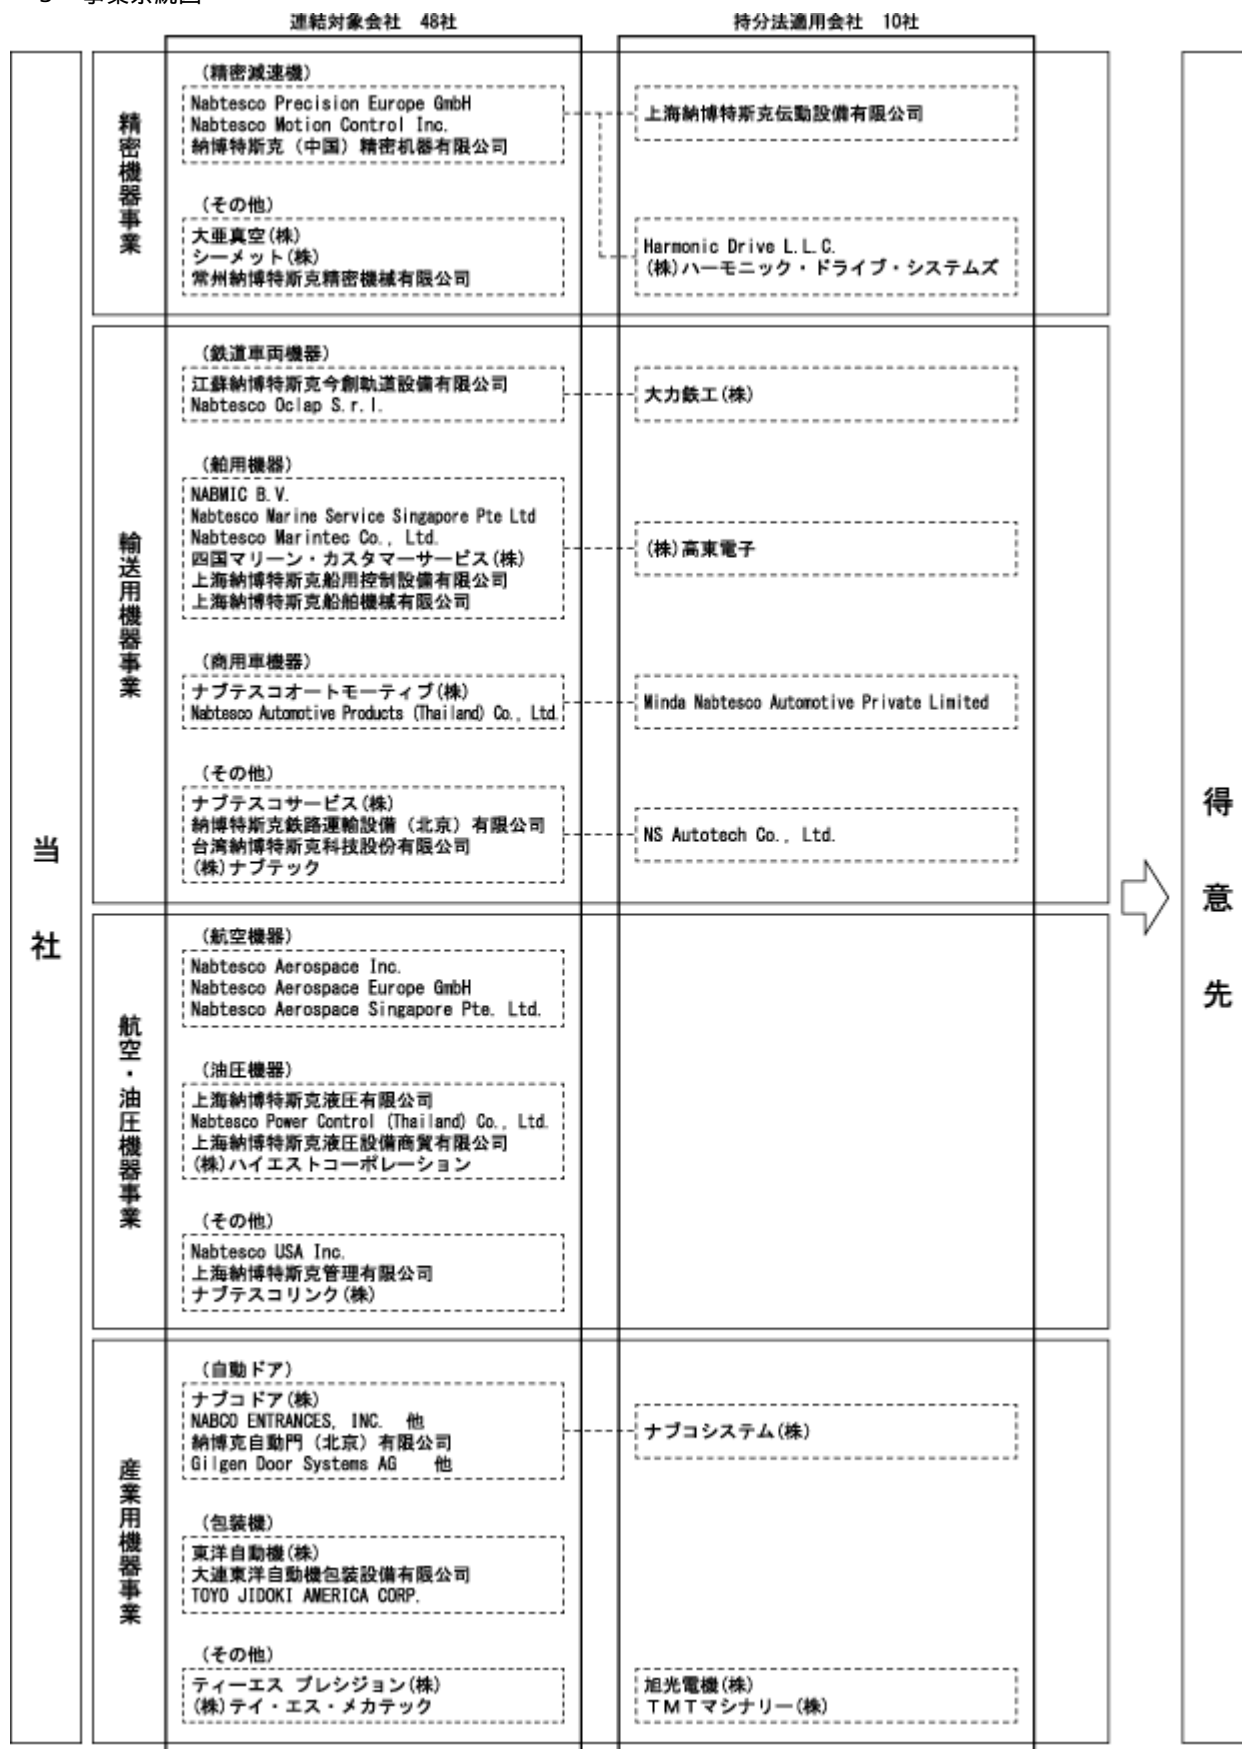 連結対象会社 48社
持分法適用会社 10社
当社
精密機器事業
(精密減速機)
Nabtesco Precision Europe GmbH
Nabtesco Motion Control Inc.
納博特斯克（中国）精密机器有限公司
上海納博特斯克伝動設備有限公司
(その他)
大亜真空(株)
シーメット(株)
常州納博特斯克精密機械有限公司
Harmonic Drive L.L.C.
(株)ハーモニック・ドライブ・システムズ
輸送用機器事業
(鉄道車両機器)
江蘇納博特斯克今創軌道設備有限公司
Nabtesco Oclap S.r.l.
大力鉄工(株)
(舶用機器)
NABMIC B.V.
Nabtesco Marine Service Singapore Pte Ltd
Nabtesco Marintec Co., Ltd.
四国マリーン・カスタマーサービス(株)
上海納博特斯克船用控制設備有限公司
上海納博特斯克船舶機械有限公司
(株)高東電子
(商用車機器)
ナブテスコオートモーティブ(株)
Nabtesco Automotive Products (Thailand) Co., Ltd.
Minda Nabtesco Automotive Private Limited
(その他)
ナブテスコサービス(株)
納博特斯克鉄路運輸設備（北京）有限公司
台湾納博特斯克科技股份有限公司
(株)ナブテック
NS Autotech Co., Ltd.
航空・油圧機器事業
(航空機器)
Nabtesco Aerospace Inc.
Nabtesco Aerospace Europe GmbH
Nabtesco Aerospace Singapore Pte. Ltd.
(油圧機器)
上海納博特斯克液圧有限公司
Nabtesco Power Control (Thailand) Co., Ltd.
上海納博特斯克液圧設備商貿有限公司
(株)ハイエストコーポレーション
(その他)
Nabtesco USA Inc.
上海納博特斯克管理有限公司
ナブテスコリンク(株)
産業用機器事業
(自動ドア)
ナブコドア(株)
NABCO ENTRANCES, INC. 他
納博克自動門（北京）有限公司
Gilgen Door Systems AG 他
ナブコシステム(株)
(包装機)
東洋自動機(株)
大連東洋自動機包装設備有限公司
TOYO JIDOKI AMERICA CORP.
(その他)
ティーエス プレシジョン(株)
(株)テイ・エス・メカテック
旭光電機(株)
ＴＭＴマシナリー(株)
得意先